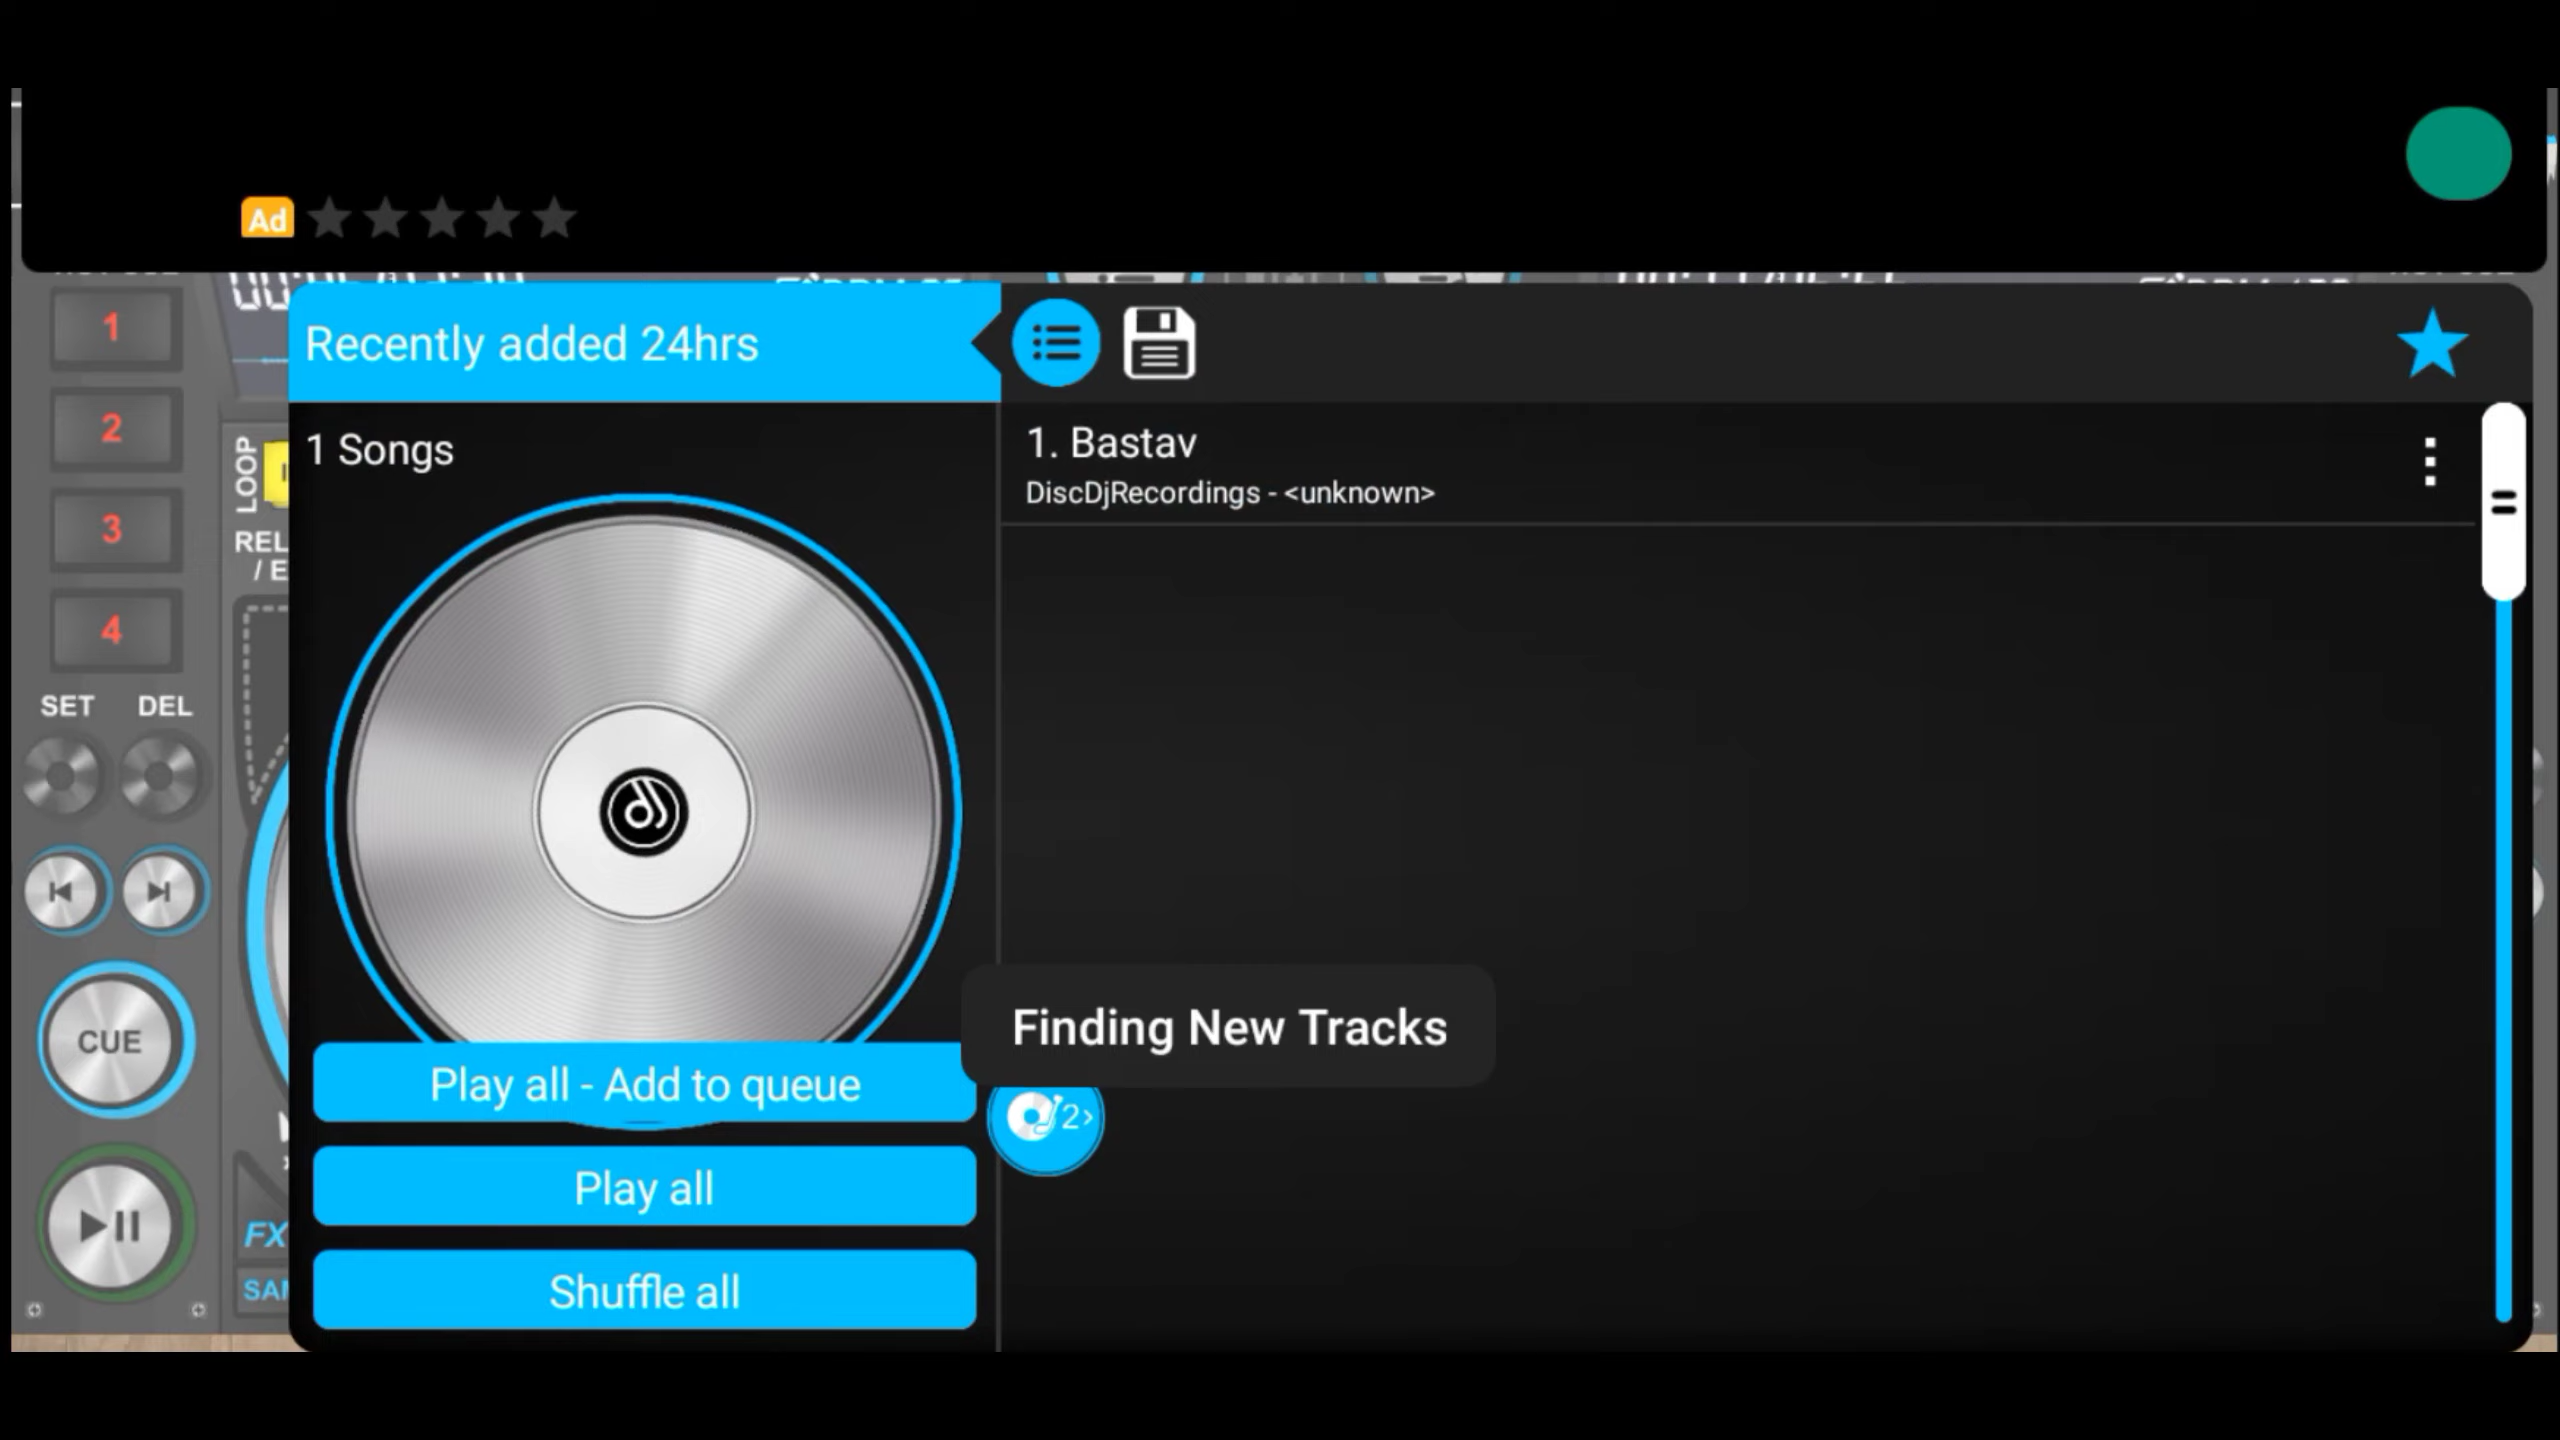 Ad
Recently added 24hrs
1 Songs
1. Bastav
DiscDjRecordings - <unknown>
1
2
3
4
LOOP
REL
/ E
SET DEL
CUE
Finding New Tracks
Play all - Add to queue
2>
Play all
Shuffle all
FX